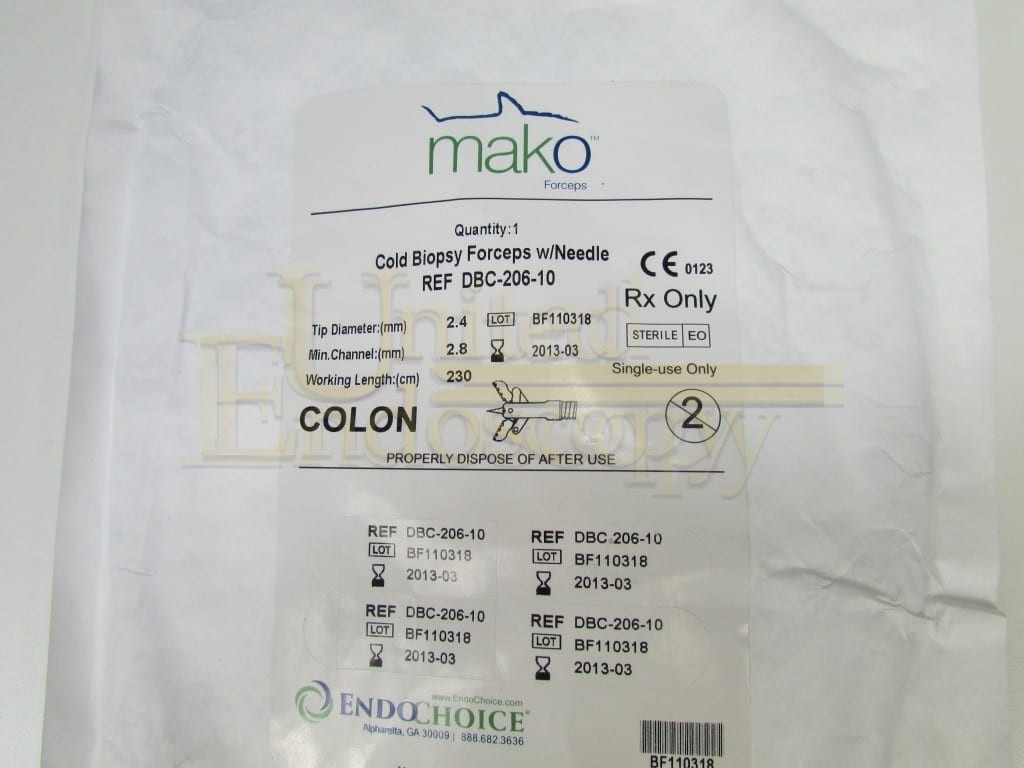 mako™
Forceps
Quantity:1
Cold Biopsy Forceps w/Needle
REF DBC-206-10
CE 0123
Rx Only
Tip Diameter:(mm) 2.4 LOT BF110318
STERILE EO
Min.Channel:(mm) 2.8 2013-03
Single-use Only
Working Length:(cm) 230
COLON
2
PROPERLY DISPOSE OF AFTER USE
United
Endoscopy
REF DBC-206-10
LOT BF110318
2013-03
REF DBC-206-10
LOT BF110318
2013-03
REF DBC-206-10
LOT BF110318
2013-03
REF DBC-206-10
LOT BF110318
2013-03
www.EndoChoice.com
ENDOCHOICE®
Alpharetta, GA 30009 | 888.682.3636
BF110318